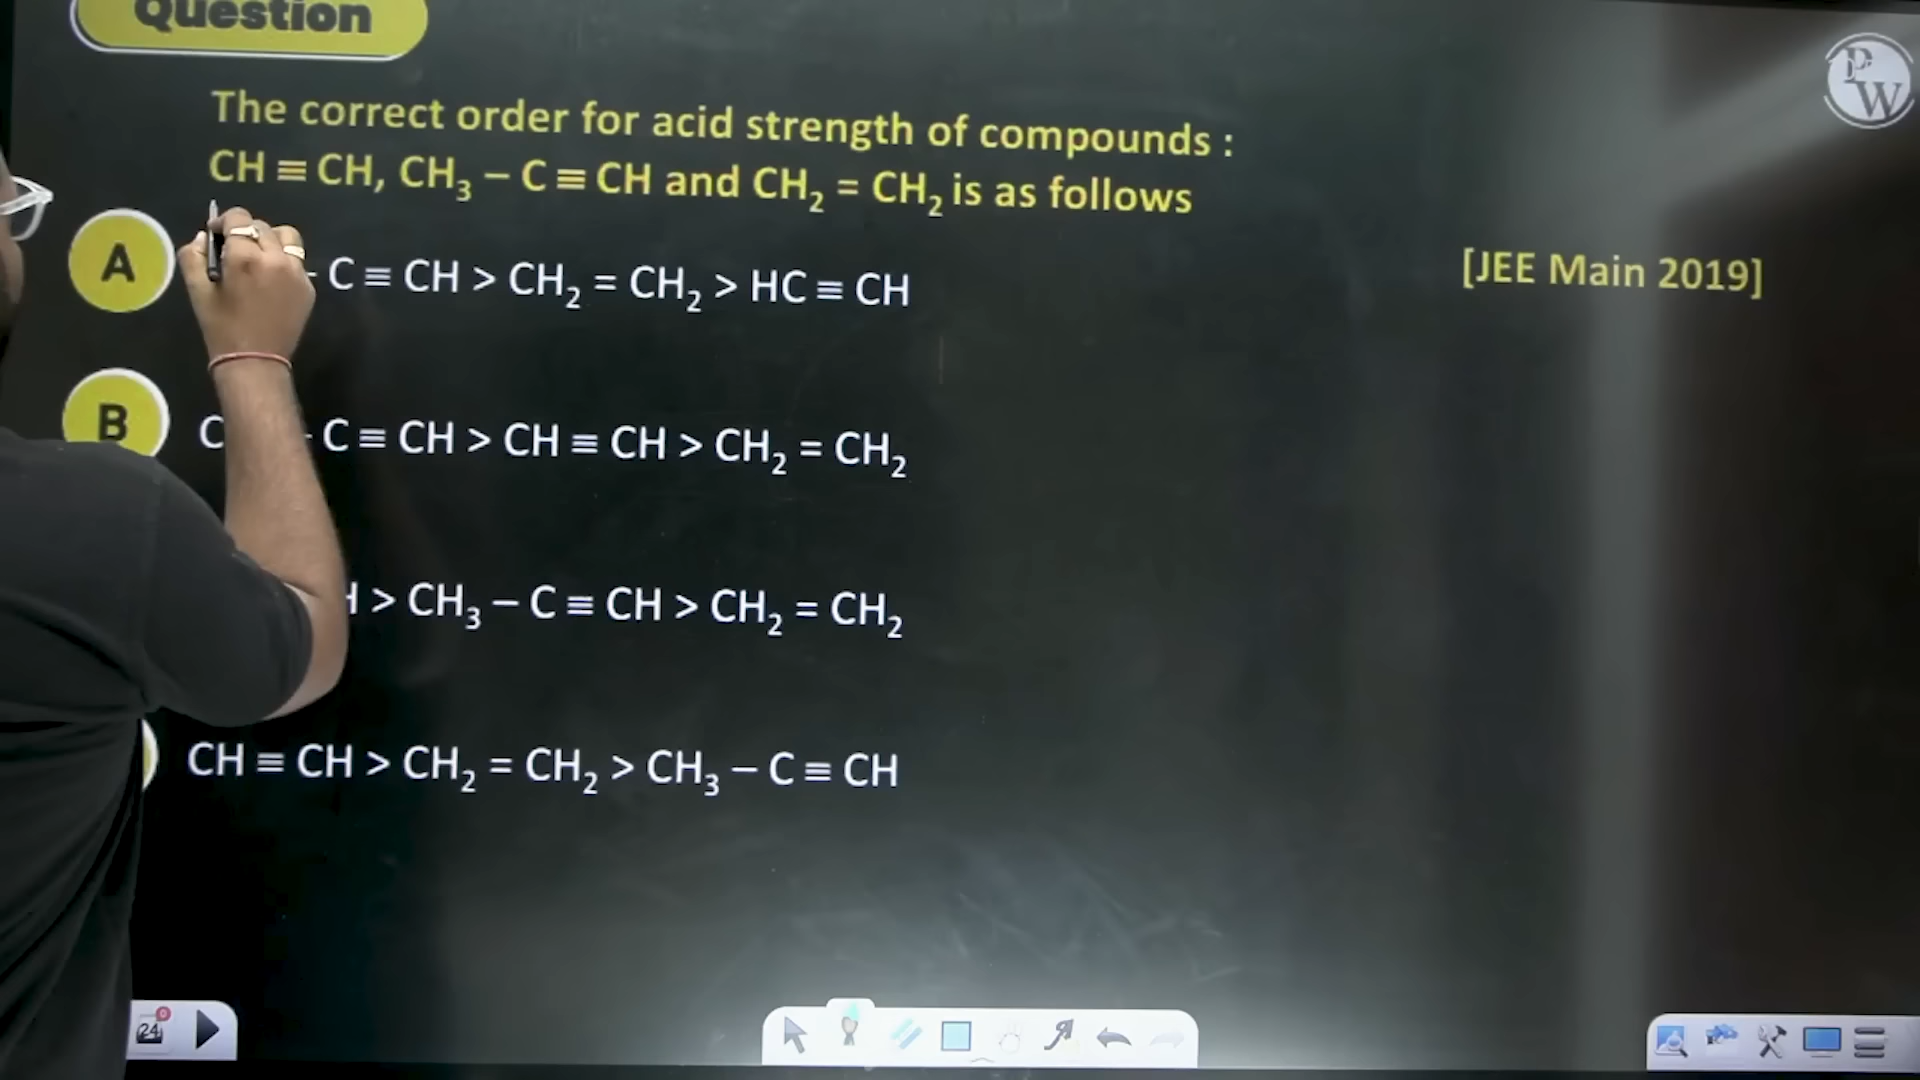 Question
The correct order for acid strength of compounds :
CH ≡ CH, CH₃ – C ≡ CH and CH₂ = CH₂ is as follows
[JEE Main 2019]
A
- C ≡ CH > CH₂ = CH₂ > HC ≡ CH
B
C - C ≡ CH > CH ≡ CH > CH₂ = CH₂
H > CH₃ – C ≡ CH > CH₂ = CH₂
CH ≡ CH > CH₂ = CH₂ > CH₃ – C ≡ CH
PW
24
0